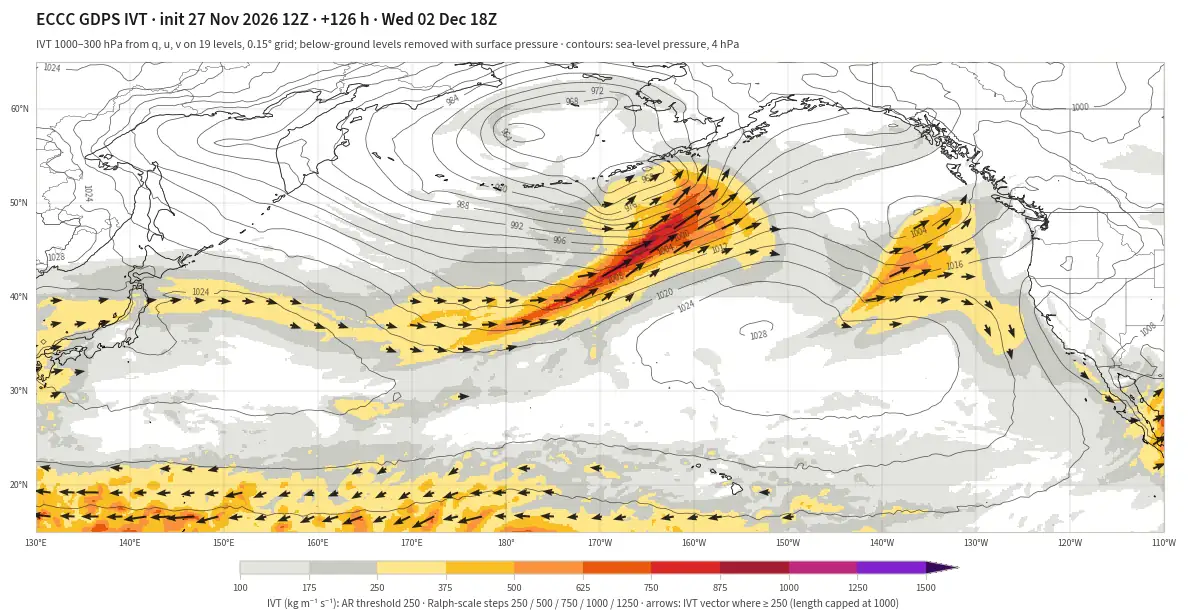 ECCC GDPS IVT · init 27 Nov 2026 12Z · +126 h · Wed 02 Dec 18Z
IVT 1000–300 hPa from q, u, v on 19 levels, 0.15° grid; below-ground levels removed with surface pressure · contours: sea-level pressure, 4 hPa
1024
972
984
968
1000
60°N
964
1024
50°N
988
976
992
1004
996
1028
1012
1016
40°N
1024
1020
1024
1028
1008
30°N
20°N
130°E 140°E 150°E 160°E 170°E 180° 170°W 160°W 150°W 140°W 130°W 120°W 110°W
100 175 250 375 500 625 750 875 1000 1250 1500
IVT (kg m⁻¹ s⁻¹): AR threshold 250 · Ralph-scale steps 250 / 500 / 750 / 1000 / 1250 · arrows: IVT vector where ≥ 250 (length capped at 1000)